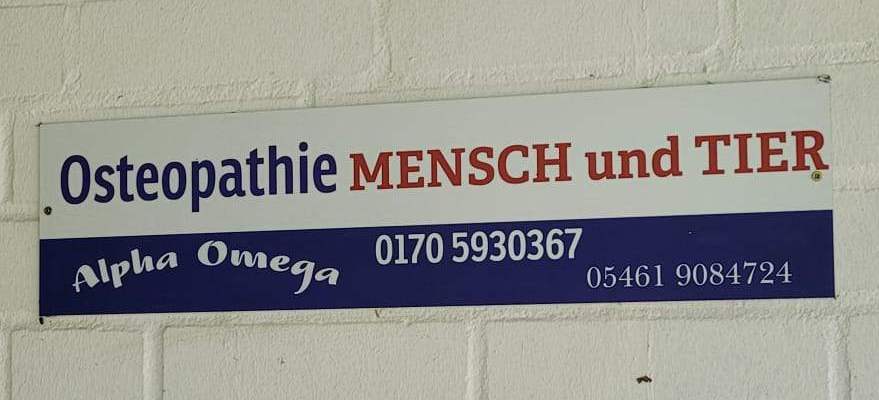 Osteopathie MENSCH und TIER
Alpha Omega 0170 5930367 05461 9084724